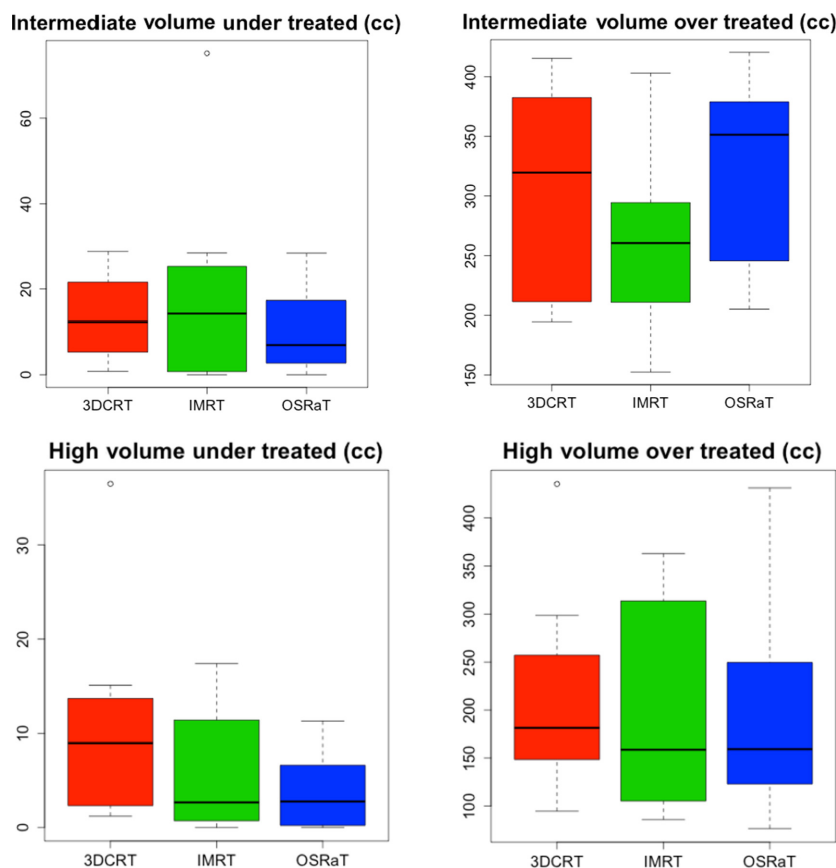 Intermediate volume under treated (cc)
0 20 40 60
3DCRT IMRT OSRaT
Intermediate volume over treated (cc)
150 200 250 300 350 400
3DCRT IMRT OSRaT
High volume under treated (cc)
0 10 20 30
3DCRT IMRT OSRaT
High volume over treated (cc)
100 150 200 250 300 350 400
3DCRT IMRT OSRaT